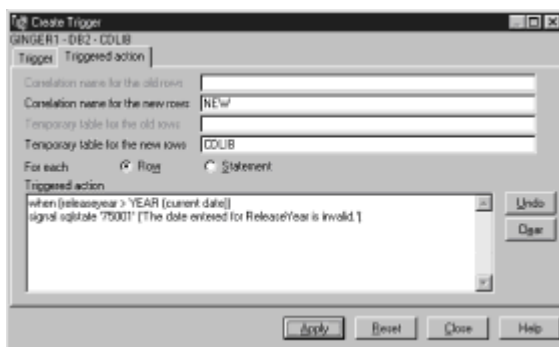 Create Trigger
GINGER1 - DB2 - CDLIB
Trigger Triggered action
Correlation name for the old rows
Correlation name for the new rows NEW
Temporary table for the old rows
Temporary table for the new rows CDLIB
For each Row Statement
Triggered action
when (releaseyear > YEAR (current date))
signal sqlstate '75001' ('The date entered for ReleaseYear is invalid.')
Undo
Clear
Apply Reset Close Help